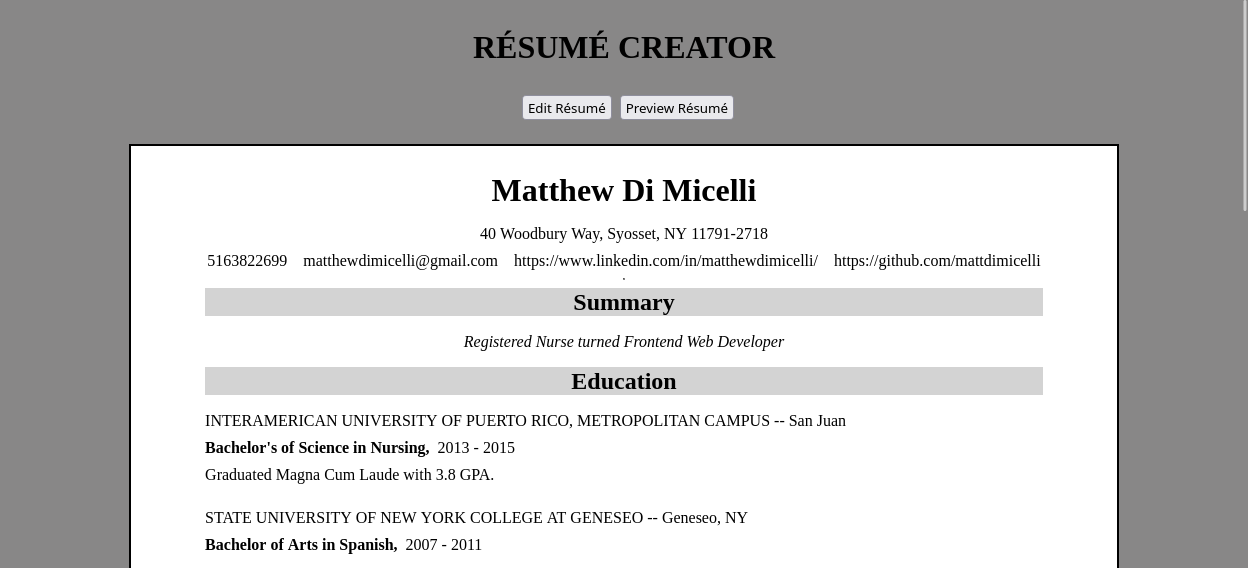 RÉSUMÉ CREATOR
Edit Résumé Preview Résumé
Matthew Di Micelli
40 Woodbury Way, Syosset, NY 11791-2718
5163822699 matthewdimicelli@gmail.com https://www.linkedin.com/in/matthewdimicelli/ https://github.com/mattdimicelli
.
Summary
Registered Nurse turned Frontend Web Developer
Education
INTERAMERICAN UNIVERSITY OF PUERTO RICO, METROPOLITAN CAMPUS -- San Juan
Bachelor's of Science in Nursing, 2013 - 2015
Graduated Magna Cum Laude with 3.8 GPA.
STATE UNIVERSITY OF NEW YORK COLLEGE AT GENESEO -- Geneseo, NY
Bachelor of Arts in Spanish, 2007 - 2011